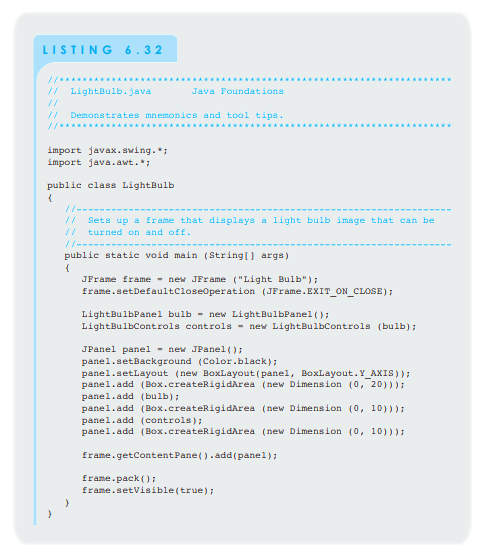 LISTING 6.32
//********************************************************************
//  LightBulb.java       Java Foundations
//
//  Demonstrates mnemonics and tool tips.
//********************************************************************
import javax.swing.*;
import java.awt.*;
public class LightBulb
{
   //-----------------------------------------------------------------
   //  Sets up a frame that displays a light bulb image that can be
   //  turned on and off.
   //-----------------------------------------------------------------
   public static void main (String[] args)
   {
      JFrame frame = new JFrame ("Light Bulb");
      frame.setDefaultCloseOperation (JFrame.EXIT_ON_CLOSE);
      LightBulbPanel bulb = new LightBulbPanel();
      LightBulbControls controls = new LightBulbControls (bulb);
      JPanel panel = new JPanel();
      panel.setBackground (Color.black);
      panel.setLayout (new BoxLayout(panel, BoxLayout.Y_AXIS));
      panel.add (Box.createRigidArea (new Dimension (0, 20)));
      panel.add (bulb);
      panel.add (Box.createRigidArea (new Dimension (0, 10)));
      panel.add (controls);
      panel.add (Box.createRigidArea (new Dimension (0, 10)));
      frame.getContentPane().add(panel);
      frame.pack();
      frame.setVisible(true);
   }
}